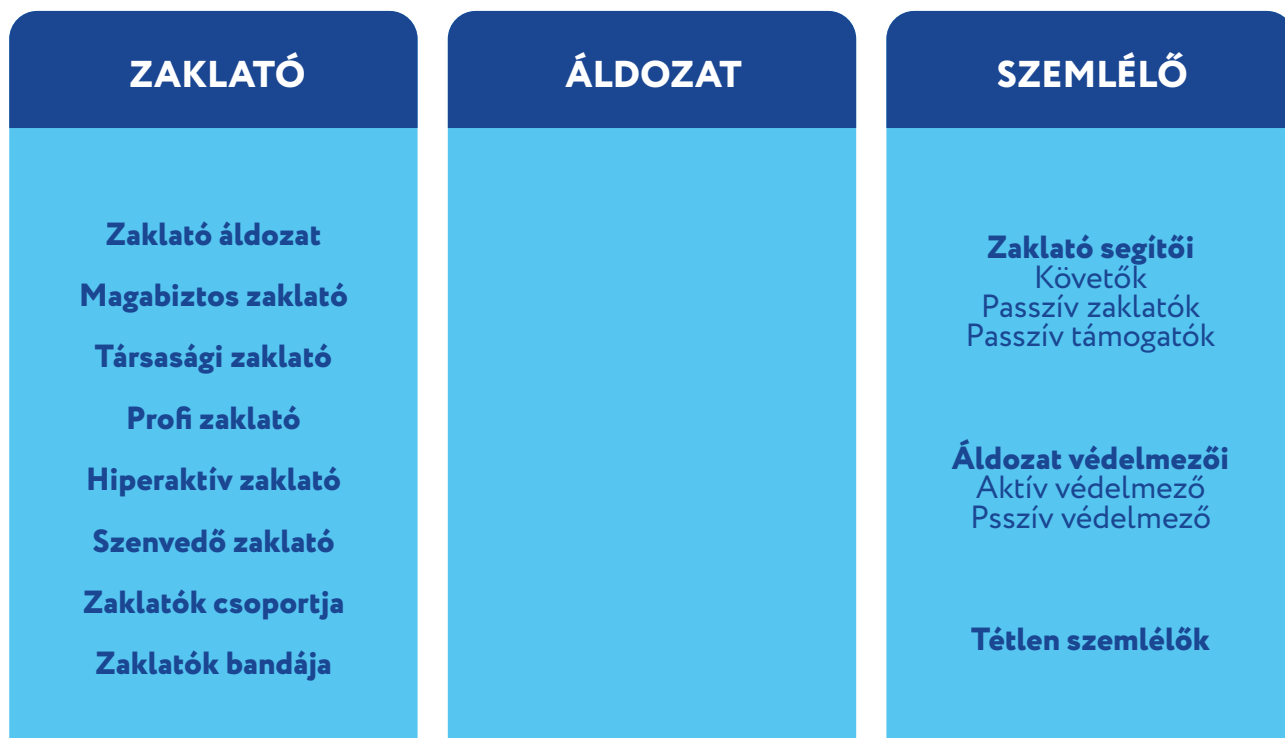 ZAKLATÓ
Zaklató áldozat
Magabiztos zaklató
Társasági zaklató
Profi zaklató
Hiperaktív zaklató
Szenvedő zaklató
Zaklatók csoportja
Zaklatók bandája
ÁLDOZAT
SZEMLÉLŐ
Zaklató segítői
Követők
Passzív zaklatók
Passzív támogatók
Áldozat védelmezői
Aktív védelmező
Psszív védelmező
Tétlen szemlélők